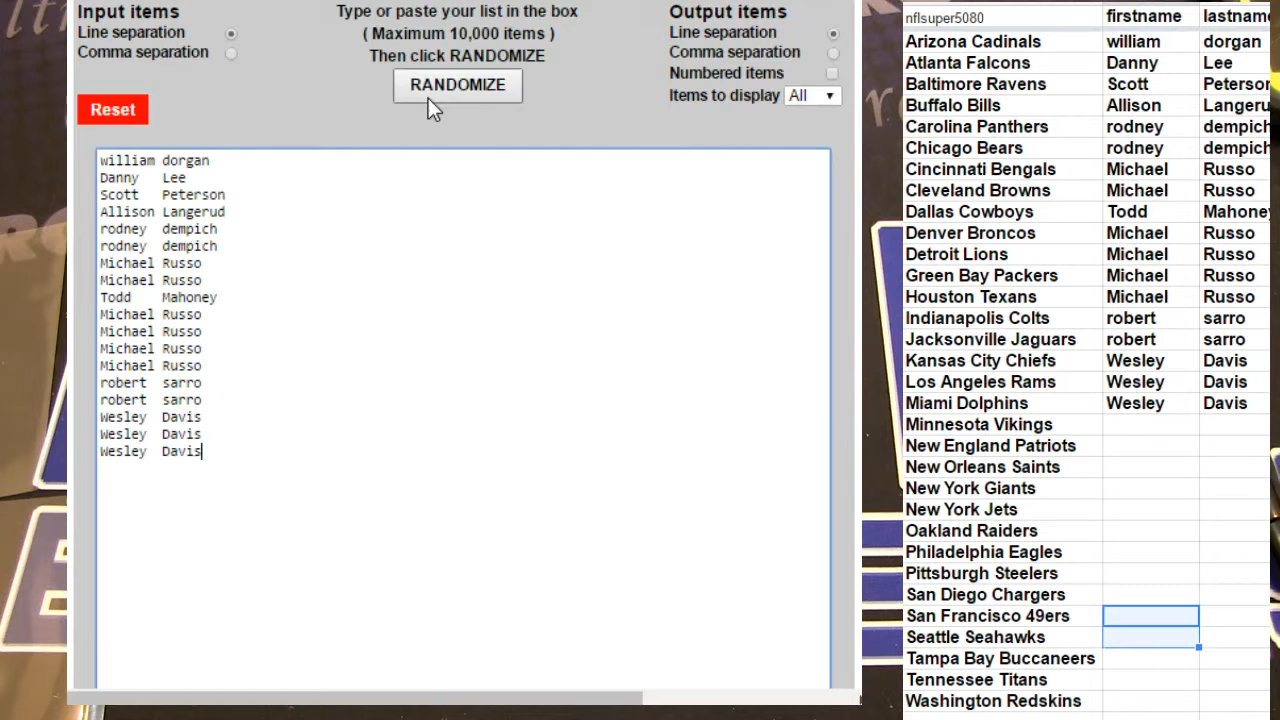 Input items
Line separation
Comma separation
Reset
Type or paste your list in the box
( Maximum 10,000 items )
Then click RANDOMIZE
RANDOMIZE
Output items
Line separation
Comma separation
Numbered items
Items to display All
william dorgan
Danny Lee
Scott Peterson
Allison Langerud
rodney dempich
rodney dempich
Michael Russo
Michael Russo
Todd Mahoney
Michael Russo
Michael Russo
Michael Russo
Michael Russo
robert sarro
robert sarro
Wesley Davis
Wesley Davis
Wesley Davis
nflsuper5080 firstname lastname
Arizona Cadinals william dorgan
Atlanta Falcons Danny Lee
Baltimore Ravens Scott Peterson
Buffalo Bills Allison Langeru
Carolina Panthers rodney dempich
Chicago Bears rodney dempich
Cincinnati Bengals Michael Russo
Cleveland Browns Michael Russo
Dallas Cowboys Todd Mahoney
Denver Broncos Michael Russo
Detroit Lions Michael Russo
Green Bay Packers Michael Russo
Houston Texans Michael Russo
Indianapolis Colts robert sarro
Jacksonville Jaguars robert sarro
Kansas City Chiefs Wesley Davis
Los Angeles Rams Wesley Davis
Miami Dolphins Wesley Davis
Minnesota Vikings
New England Patriots
New Orleans Saints
New York Giants
New York Jets
Oakland Raiders
Philadelphia Eagles
Pittsburgh Steelers
San Diego Chargers
San Francisco 49ers
Seattle Seahawks
Tampa Bay Buccaneers
Tennessee Titans
Washington Redskins